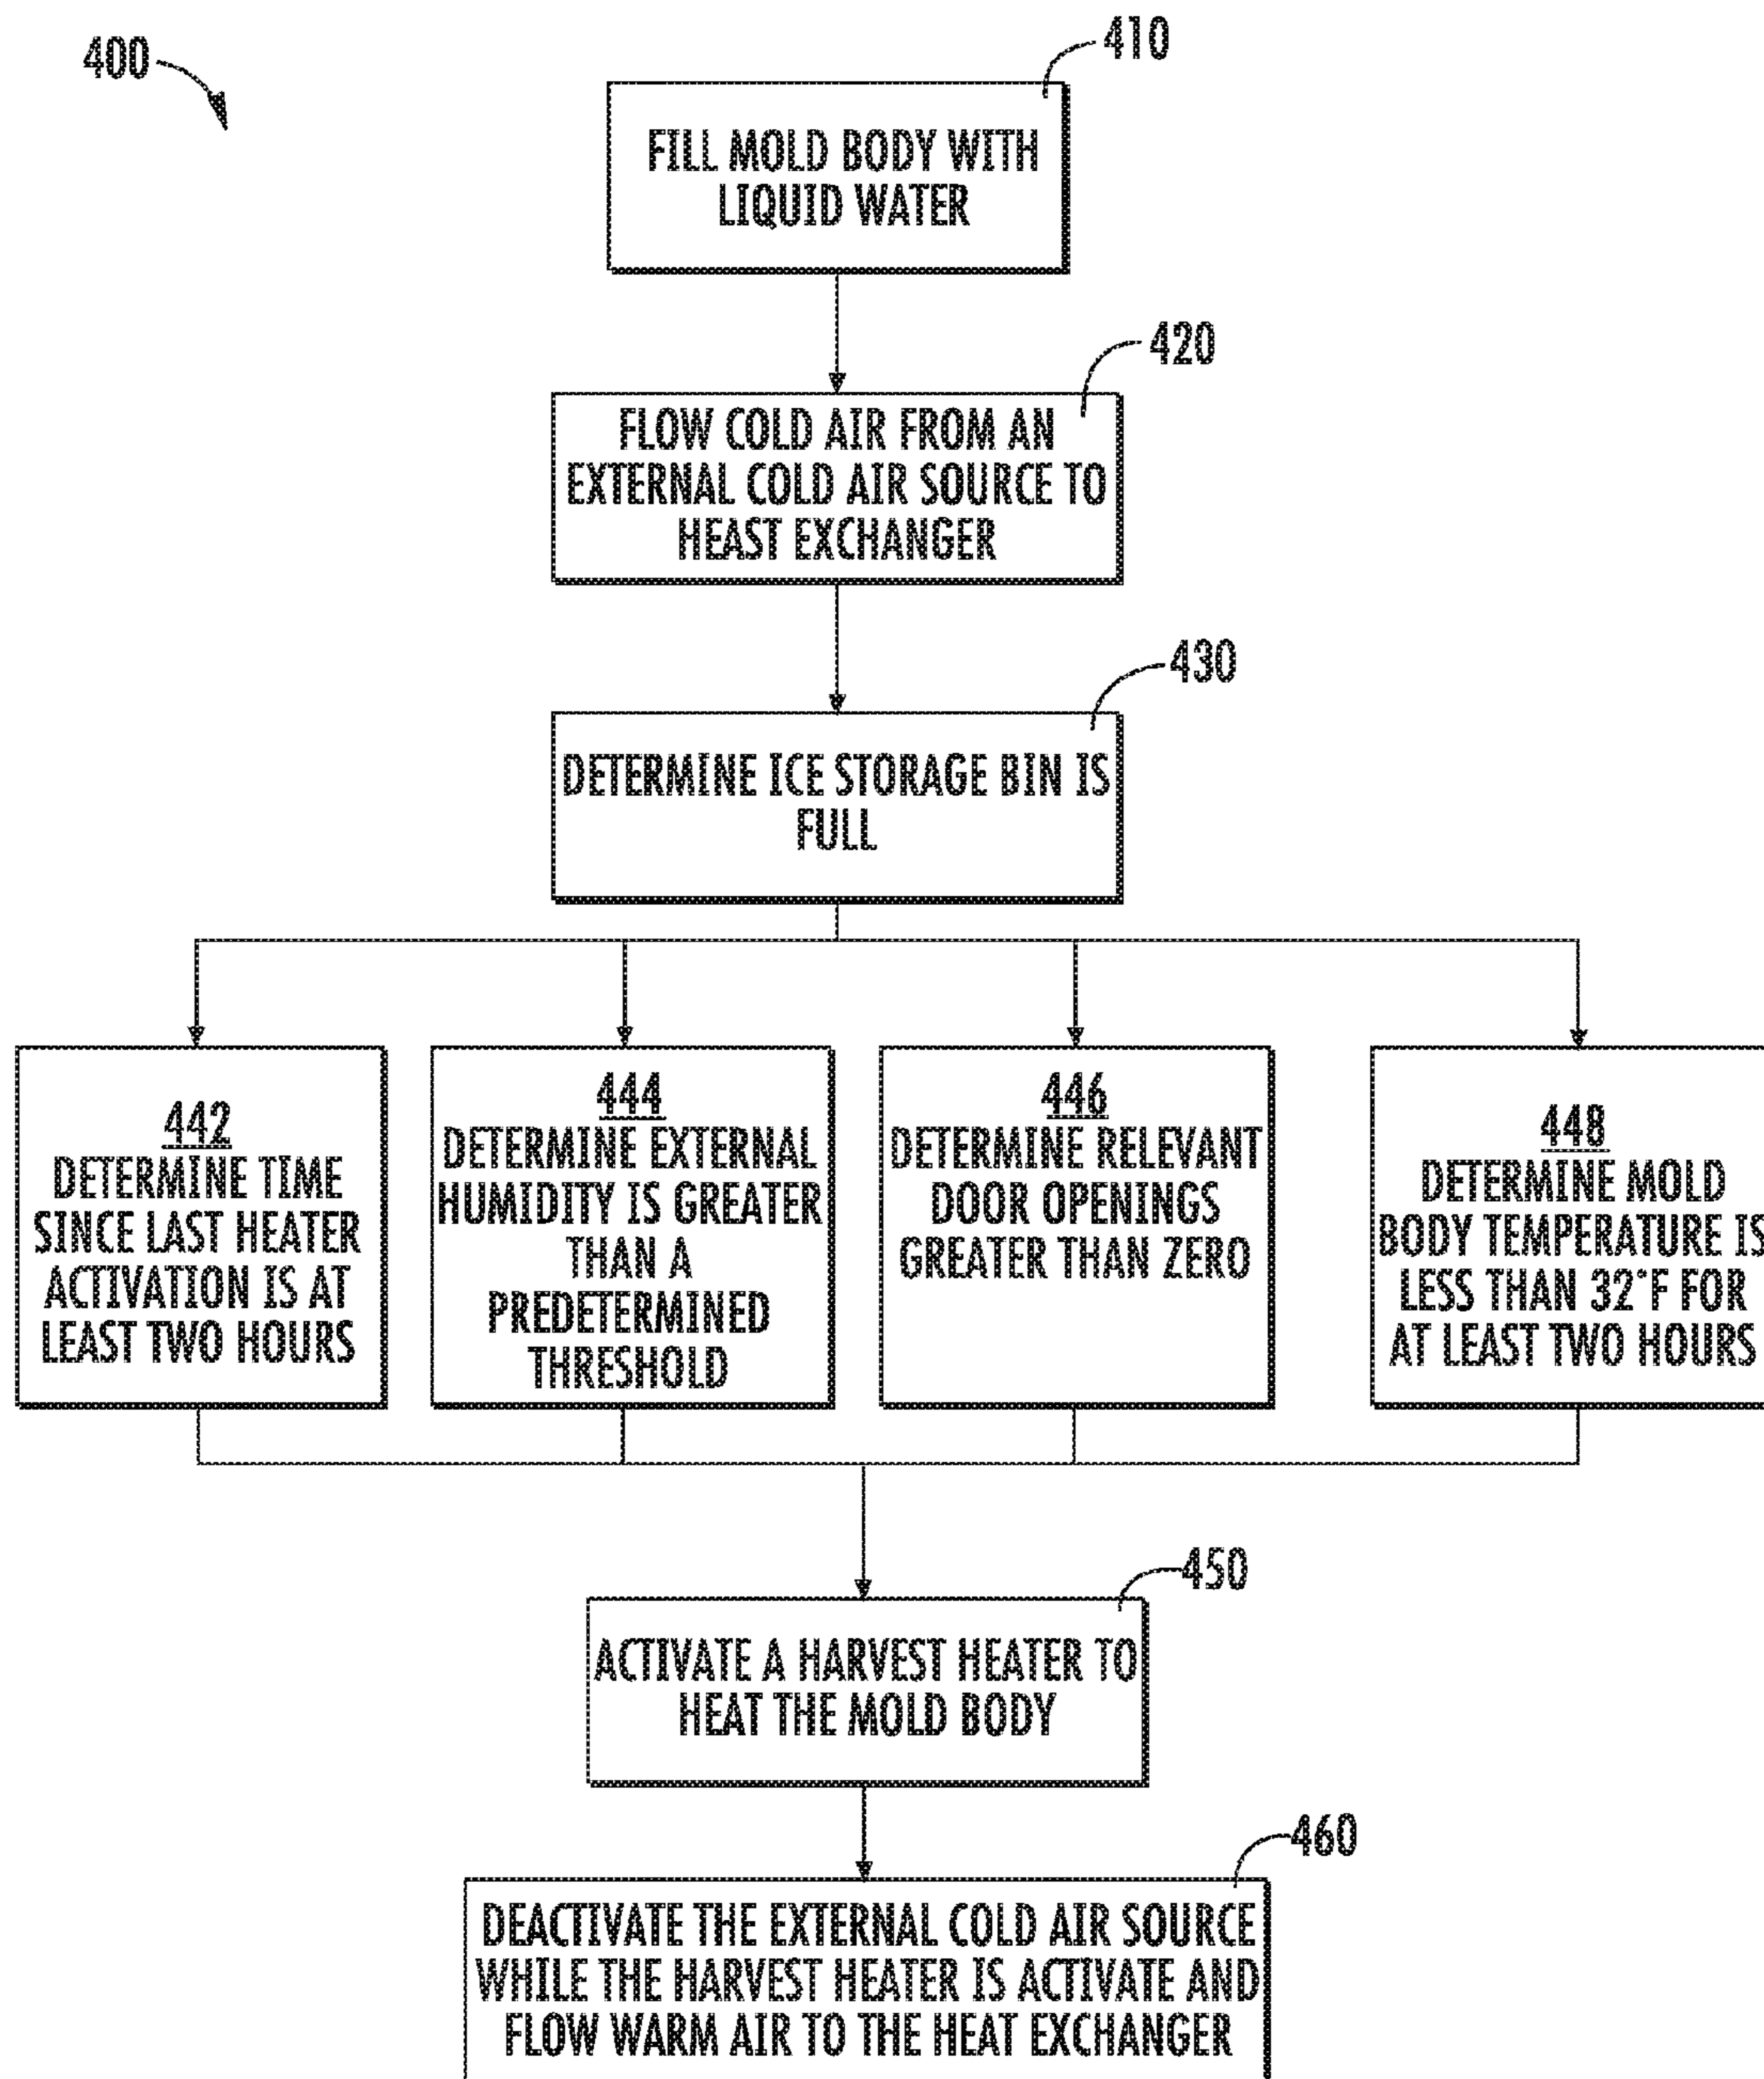 400
410
FILL MOLD BODY WITH
LIQUID WATER
420
FLOW COLD AIR FROM AN
EXTERNAL COLD AIR SOURCE TO
HEAST EXCHANGER
430
DETERMINE ICE STORAGE BIN IS
FULL
442
DETERMINE TIME
SINCE LAST HEATER
ACTIVATION IS AT
LEAST TWO HOURS
444
DETERMINE EXTERNAL
HUMIDITY IS GREATER
THAN A
PREDETERMINED
THRESHOLD
446
DETERMINE RELEVANT
DOOR OPENINGS
GREATER THAN ZERO
448
DETERMINE MOLD
BODY TEMPERATURE IS
LESS THAN 32°F FOR
AT LEAST TWO HOURS
450
ACTIVATE A HARVEST HEATER TO
HEAT THE MOLD BODY
460
DEACTIVATE THE EXTERNAL COLD AIR SOURCE
WHILE THE HARVEST HEATER IS ACTIVATE AND
FLOW WARM AIR TO THE HEAT EXCHANGER